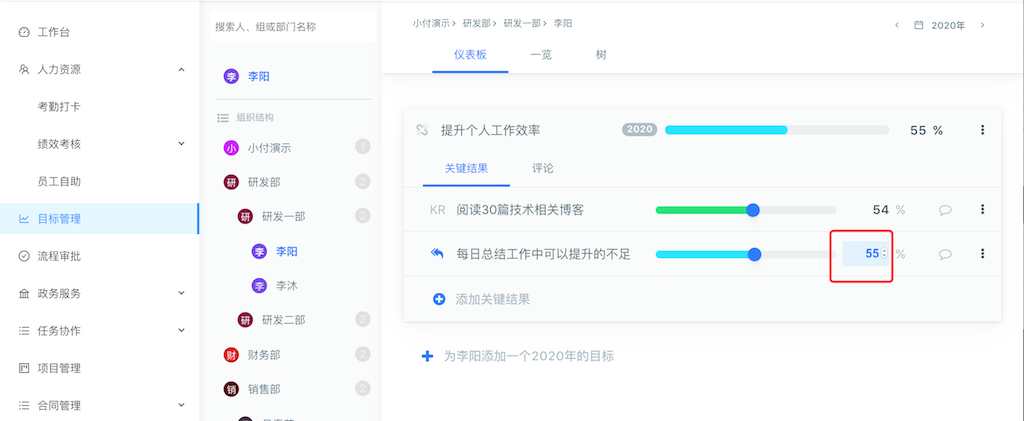 工作台
人力资源
考勤打卡
绩效考核
员工自助
目标管理
流程审批
政务服务
任务协作
项目管理
合同管理
搜索人、组或部门名称
李 李阳
组织结构
小 小付演示 1
研 研发部 2
研 研发一部 2
李 李阳
李 李沐
研 研发二部 2
财 财务部 2
销 销售部 2
小付演示 › 研发部 › 研发一部 › 李阳
2020年
仪表板 一览 树
提升个人工作效率 2020 55 %
关键结果 评论
KR 阅读30篇技术相关博客 54 %
每日总结工作中可以提升的不足 55 %
添加关键结果
为李阳添加一个2020年的目标